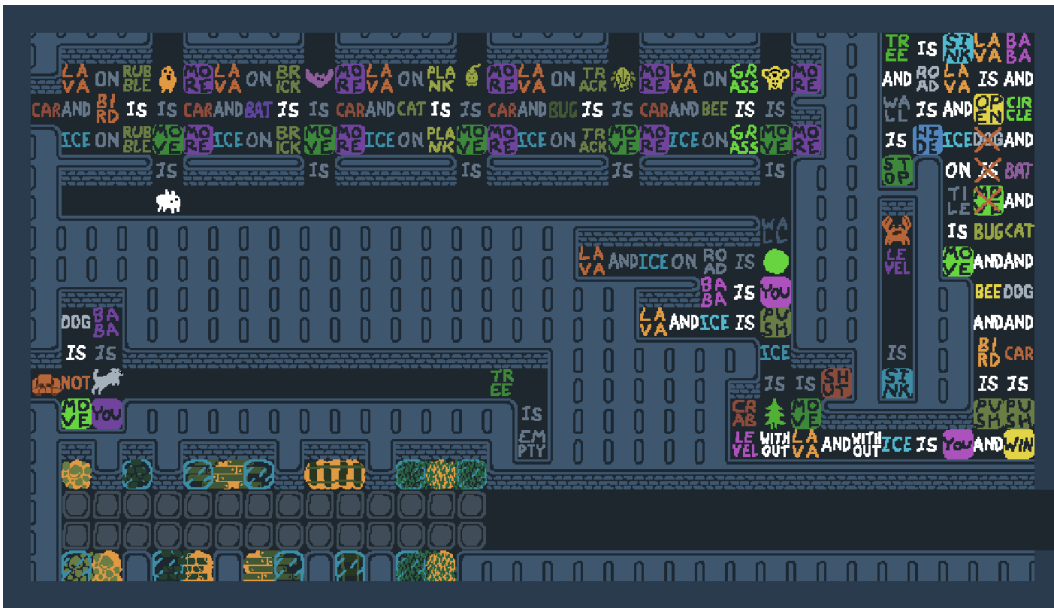 TREE IS SINK LAVA BABA
LAVA ON RUBBLE MORE LAVA ON BRICK MORE LAVA ON PLANK MORE LAVA ON TRACK MORE LAVA ON GRASS MORE AND ROAD LAVA IS AND
CAR AND BIRD IS IS CAR AND BAT IS IS CAR AND CAT IS IS CAR AND BUG IS IS CAR AND BEE IS IS WALL IS AND OPEN CIRCLE
ICE ON RUBBLE MOVE MORE ICE ON BRICK MOVE MORE ICE ON PLANK MOVE MORE ICE ON TRACK MOVE MORE ICE ON GRASS MOVE MORE IS HIDE ICE DOG AND
IS IS IS IS IS STOP ON IS BAT
TILE MOVE AND
WALL IS BUG CAT
LAVA AND ICE ON ROAD IS LEVEL MOVE AND AND
BABA IS YOU BEE DOG
DOG BABA LAVA AND ICE IS PUSH AND AND
IS IS ICE IS BIRD CAR
NOT TREE IS IS SHUT SINK IS IS
MOVE YOU IS CRAB MOVE PUSH PUSH
EMPTY LEVEL WITHOUT LAVA AND WITHOUT ICE IS YOU AND WIN